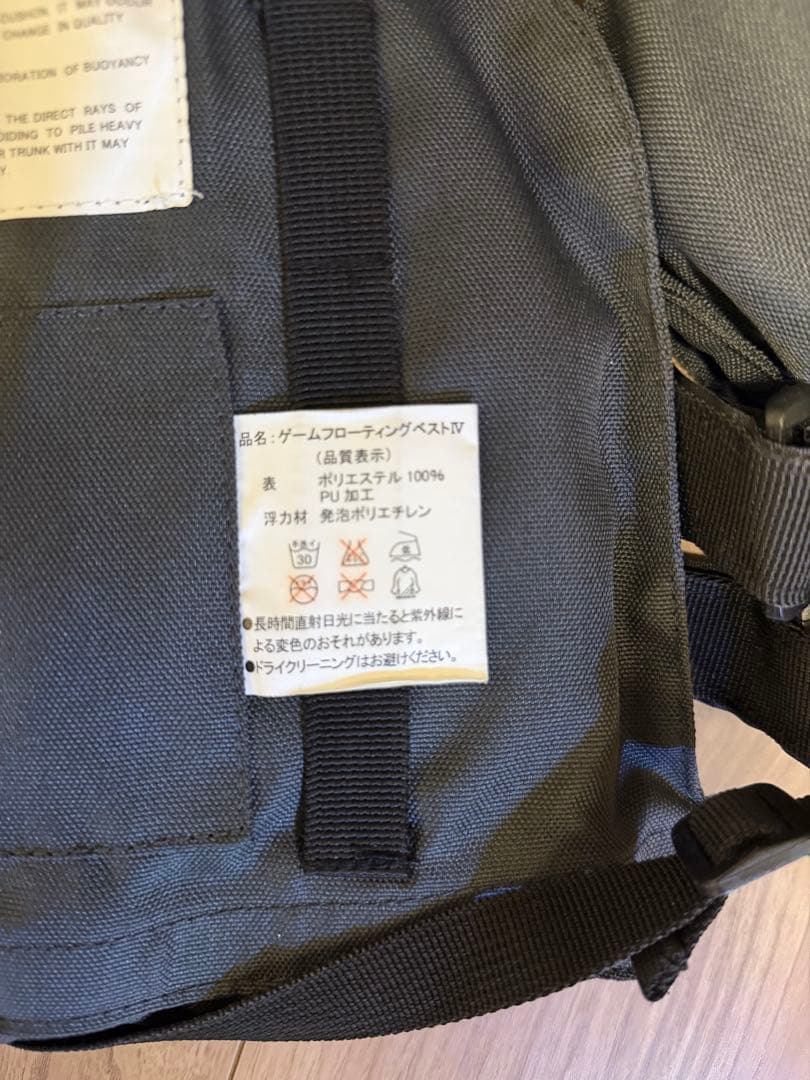 CUSHION IT MAY
CHANGE IN QUALITY
OF BUOYANCY
THE DIRECT RAYS OF
TO PILE HEAVY
TRUNK WITH IT MAY
品名:ゲームフローティングベストⅣ
(品質表示)
表 ポリエステル 100%
PU 加工
浮力材 発泡ポリエチレン
手洗イ
30
●長時間直射日光に当たると紫外線に
よる変色のおそれがあります。
●ドライクリーニングはお避けください。